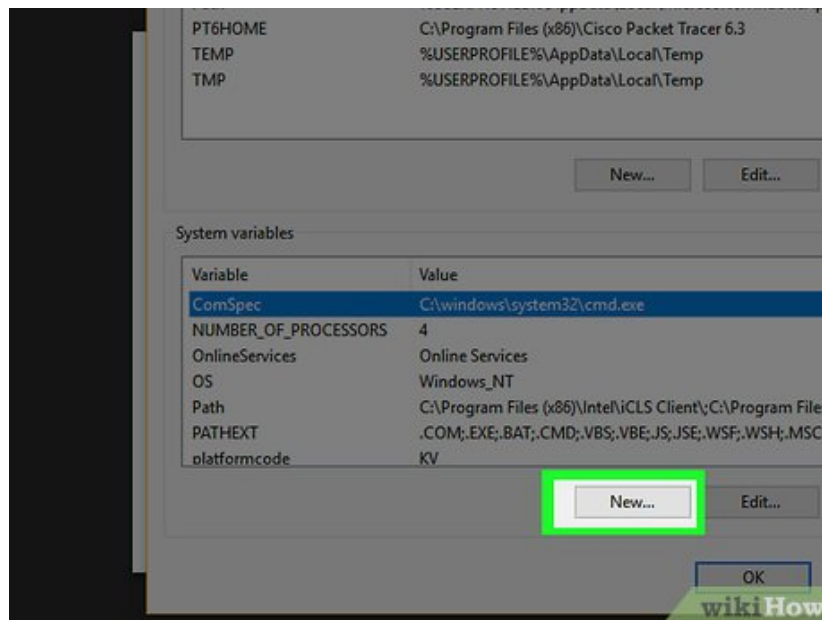 PT6HOME C:\Program Files (x86)\Cisco Packet Tracer 6.3
TEMP %USERPROFILE%\AppData\Local\Temp
TMP %USERPROFILE%\AppData\Local\Temp
New... Edit...
System variables
Variable Value
ComSpec C:\windows\system32\cmd.exe
NUMBER_OF_PROCESSORS 4
OnlineServices Online Services
OS Windows_NT
Path C:\Program Files (x86)\Intel\iCLS Client\;C:\Program File
PATHEXT .COM;.EXE;.BAT;.CMD;.VBS;.VBE;.JS;.JSE;.WSF;.WSH;.MSC
platformcode KV
New... Edit...
OK
wikiHow